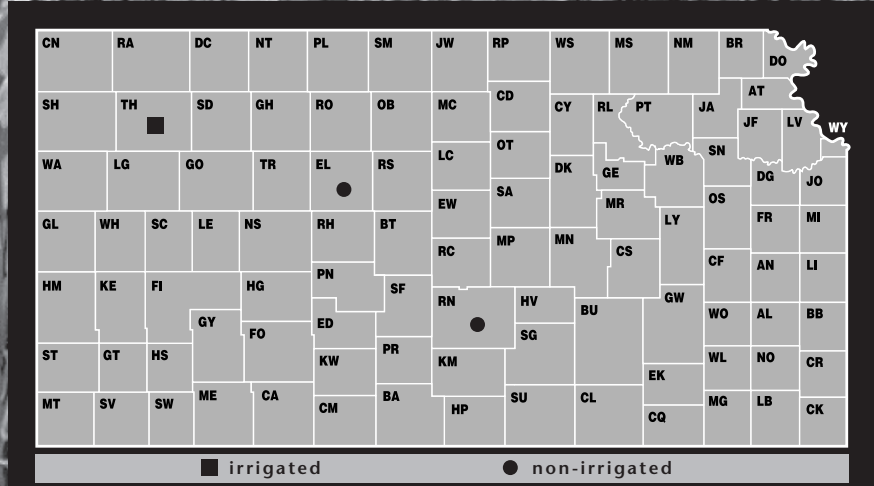 CN RA DC NT PL SM JW RP WS MS NM BR DO
SH TH SD GH RO OB MC CD CY RL PT JA AT JF LV WY
WA LG GO TR EL RS LC OT DK GE WB SN DG JO
GL WH SC LE NS RH BT EW SA MR LY OS FR MI
HM KE FI HG PN SF RC MP MN CS CF AN LI
GY FO ED RN HV SG BU GW WO AL BB
ST GT HS KW PR KM EK WL NO CR
MT SV SW ME CA CM BA HP SU CL CQ MG LB CK
irrigated non-irrigated